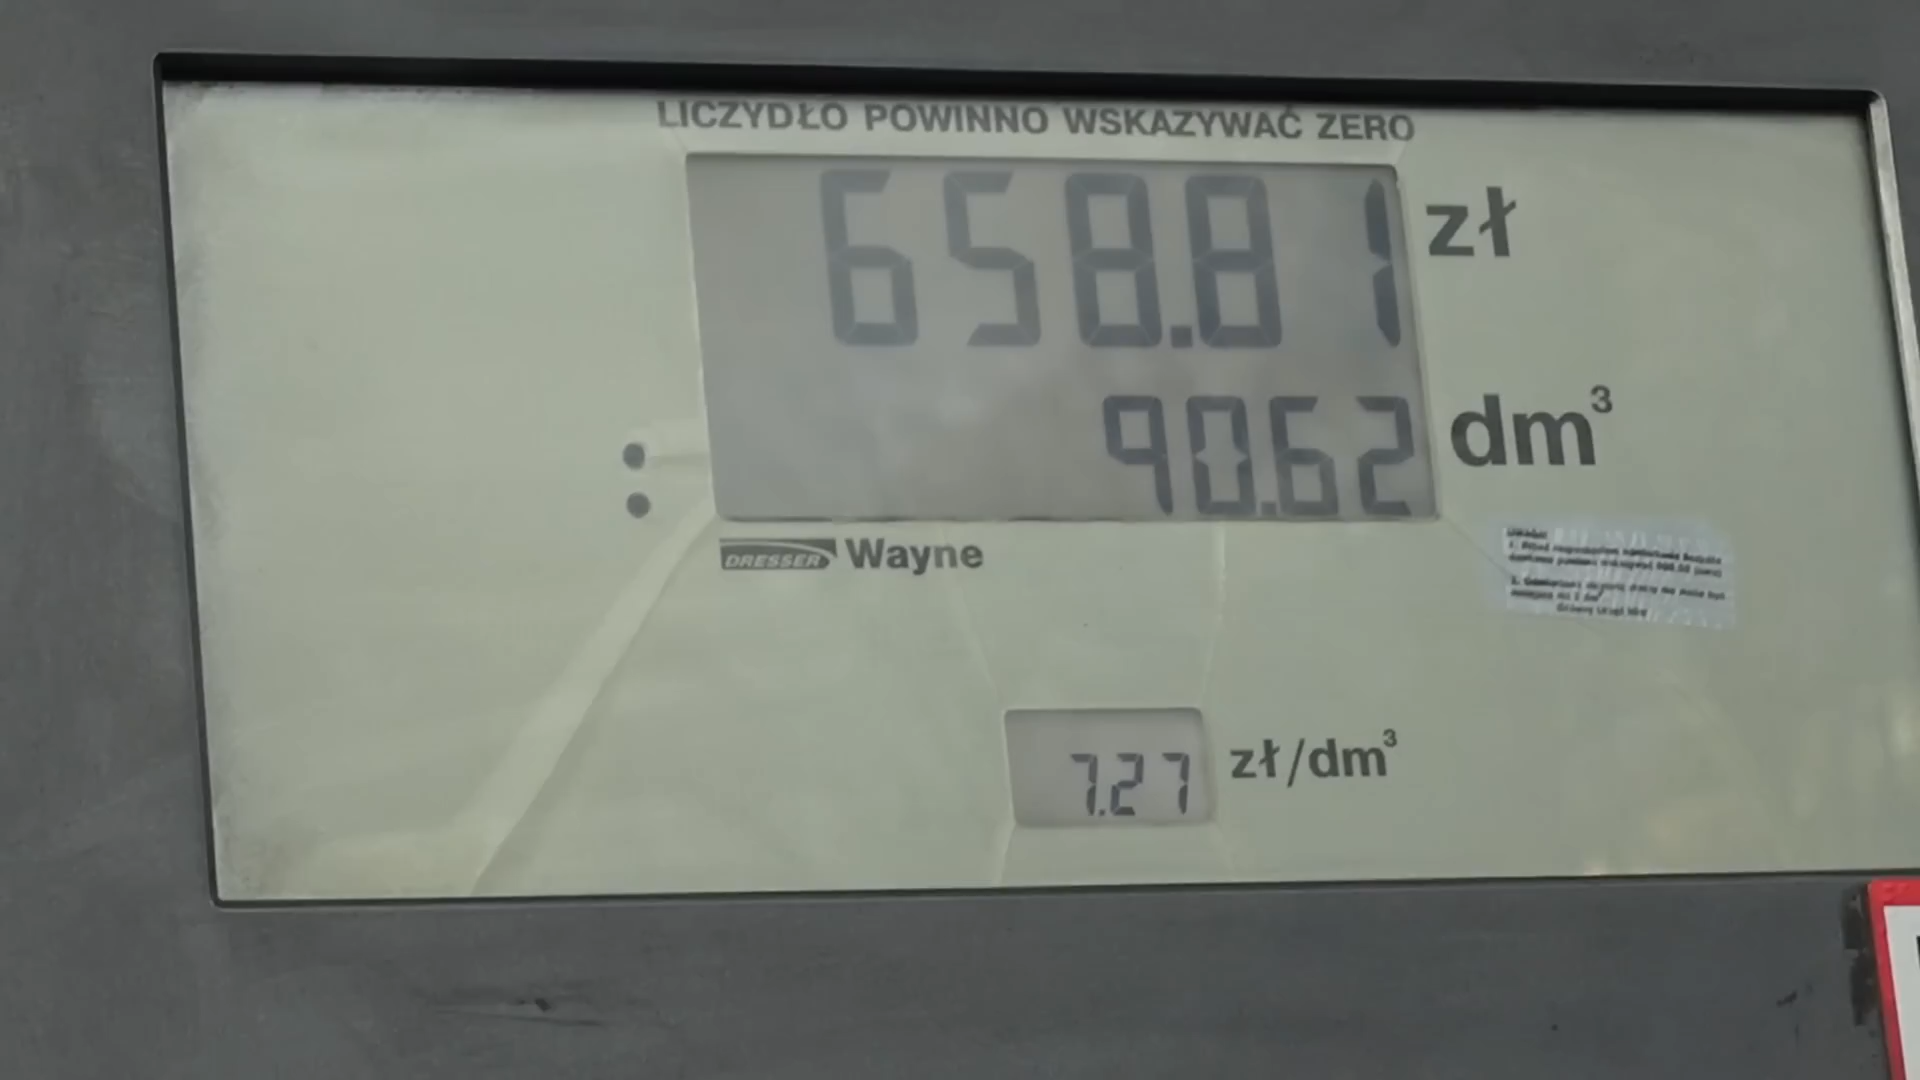 LICZYDŁO POWINNO WSKAZYWAĆ ZERO
658.81 zł
90.62 dm³
DRESSER Wayne
7.27 zł/dm³